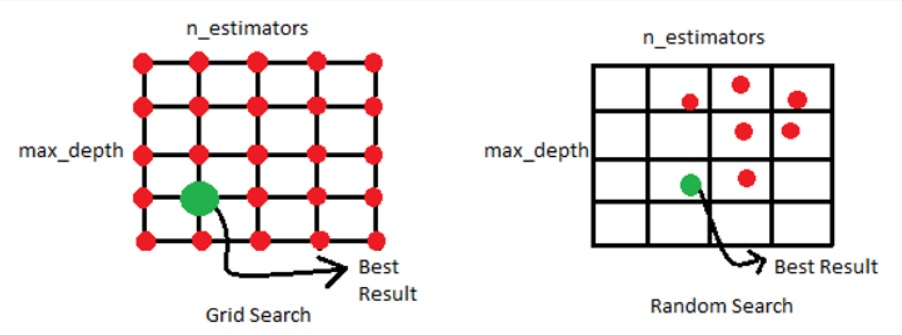 n_estimators
max_depth
Best
Result
Grid Search
n_estimators
max_depth
Best Result
Random Search